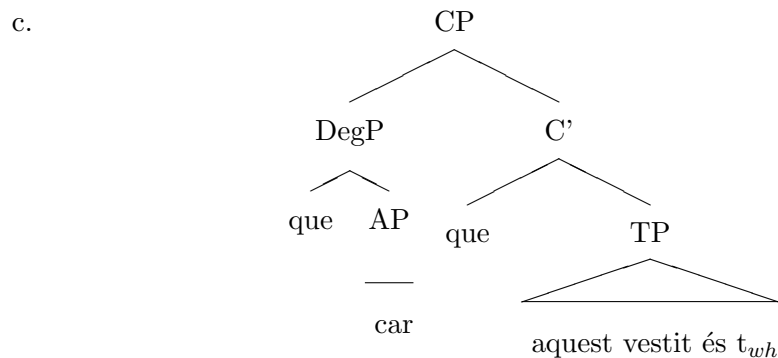 c.
CP
DegP C’
que AP que TP
car
aquest vestit és t_wh